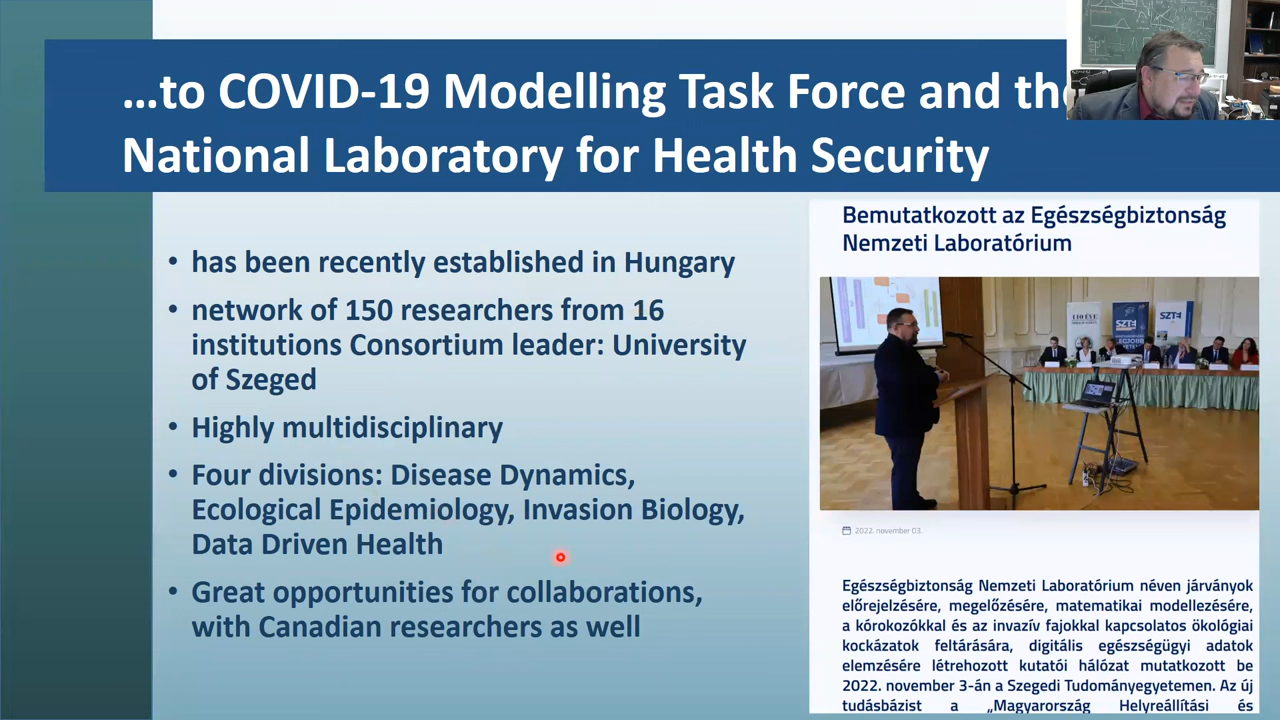 ...to COVID-19 Modelling Task Force and the
National Laboratory for Health Security
• has been recently established in Hungary
• network of 150 researchers from 16
institutions Consortium leader: University
of Szeged
• Highly multidisciplinary
• Four divisions: Disease Dynamics,
Ecological Epidemiology, Invasion Biology,
Data Driven Health
• Great opportunities for collaborations,
with Canadian researchers as well
Bemutatkozott az Egészségbiztonság
Nemzeti Laboratórium
SZTE
SZTE
2022. november 03.
Egészségbiztonság Nemzeti Laboratórium néven járványok
előrejelzésére, megelőzésére, matematikai modellezésére,
a kórokozókkal és az invazív fajokkal kapcsolatos ökológiai
kockázatok feltárására, digitális egészségügyi adatok
elemzésére létrehozott kutatói hálózat mutatkozott be
2022. november 3-án a Szegedi Tudományegyetemen. Az új
tudásbázist a „Magyarország Helyreállítási és